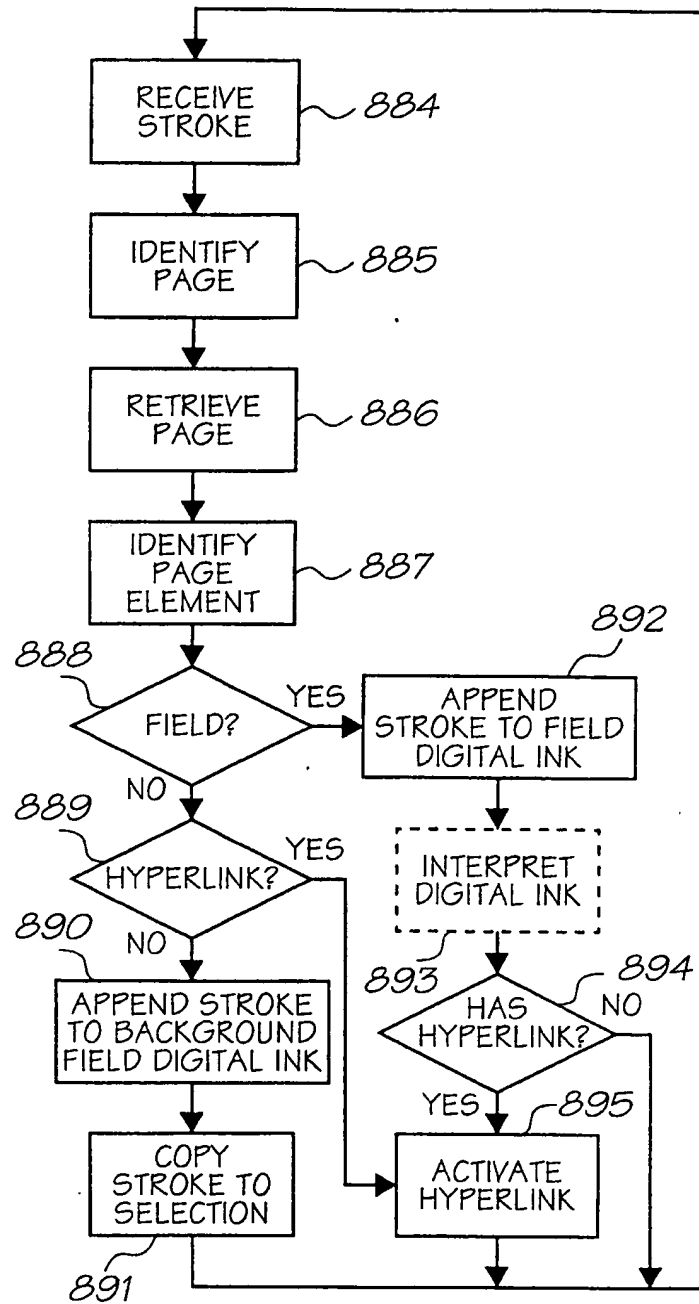 RECEIVE
STROKE
884
IDENTIFY
PAGE
885
RETRIEVE
PAGE
886
IDENTIFY
PAGE
ELEMENT
887
888
FIELD?
YES
NO
892
APPEND
STROKE TO FIELD
DIGITAL INK
889
HYPERLINK?
YES
NO
INTERPRET
DIGITAL INK
893
890
APPEND STROKE
TO BACKGROUND
FIELD DIGITAL INK
894
HAS
HYPERLINK?
NO
YES
895
COPY
STROKE TO
SELECTION
891
ACTIVATE
HYPERLINK